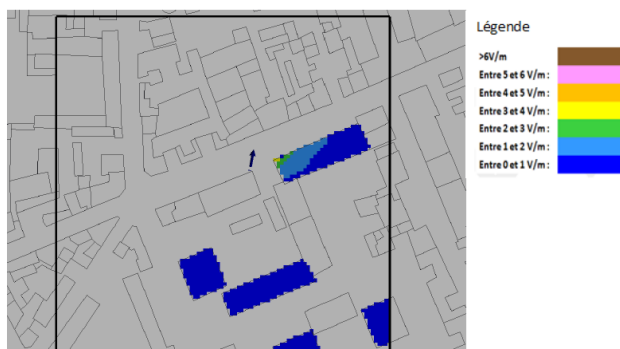 Légende
>6V/m
Entre 5 et 6 V/m :
Entre 4 et 5 V/m :
Entre 3 et 4 V/m :
Entre 2 et 3 V/m :
Entre 1 et 2 V/m :
Entre 0 et 1 V/m :